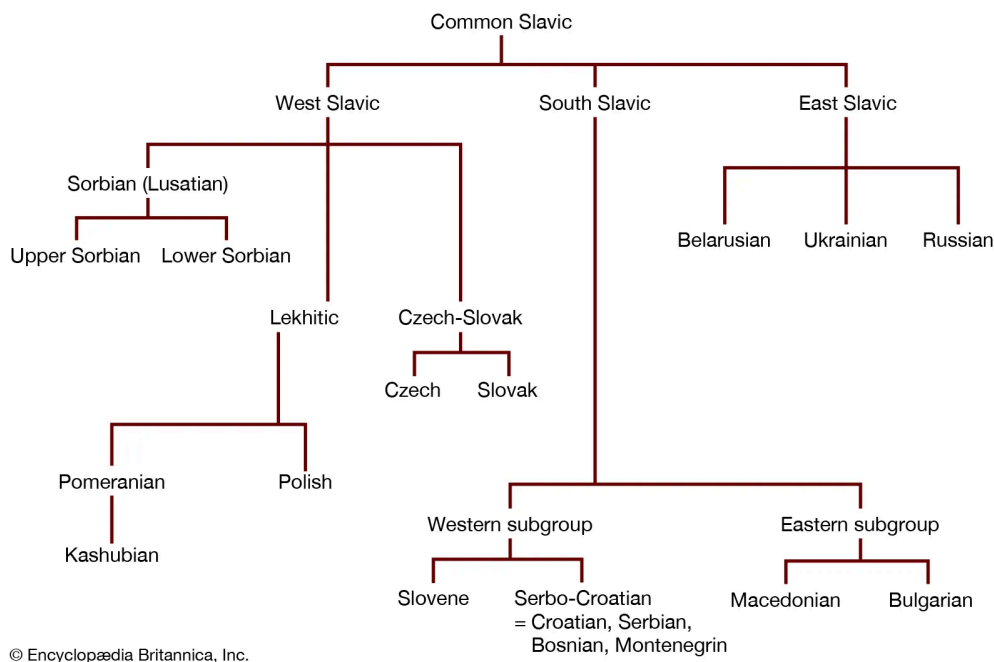 Common Slavic
West Slavic
South Slavic
East Slavic
Sorbian (Lusatian)
Upper Sorbian
Lower Sorbian
Belarusian
Ukrainian
Russian
Lekhitic
Czech-Slovak
Czech
Slovak
Pomeranian
Polish
Kashubian
Western subgroup
Eastern subgroup
Slovene
Serbo-Croatian
= Croatian, Serbian,
Bosnian, Montenegrin
Macedonian
Bulgarian
© Encyclopædia Britannica, Inc.